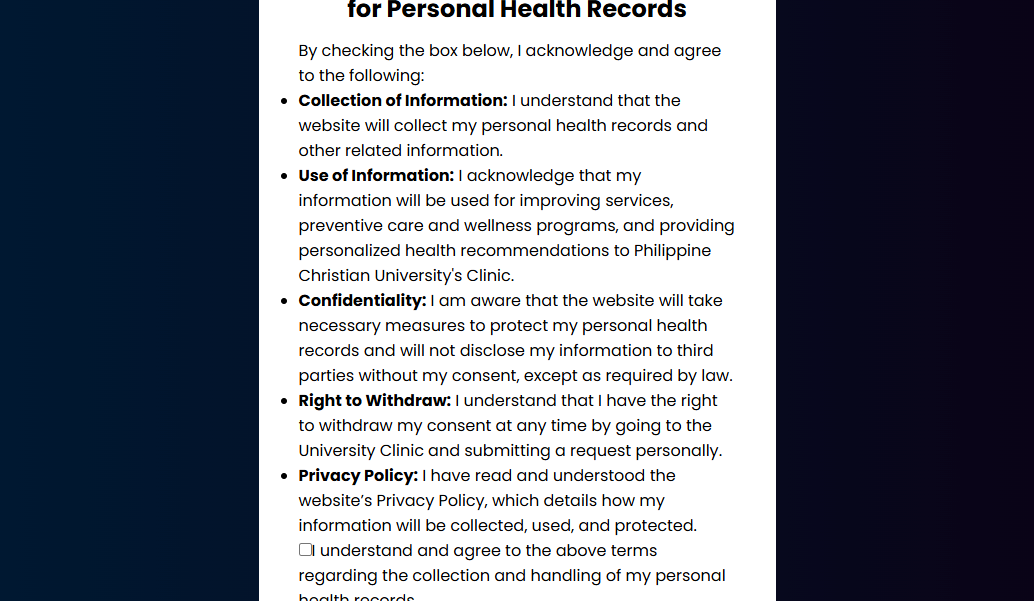 for Personal Health Records
By checking the box below, I acknowledge and agree
to the following:
Collection of Information: I understand that the
website will collect my personal health records and
other related information.
Use of Information: I acknowledge that my
information will be used for improving services,
preventive care and wellness programs, and providing
personalized health recommendations to Philippine
Christian University's Clinic.
Confidentiality: I am aware that the website will take
necessary measures to protect my personal health
records and will not disclose my information to third
parties without my consent, except as required by law.
Right to Withdraw: I understand that I have the right
to withdraw my consent at any time by going to the
University Clinic and submitting a request personally.
Privacy Policy: I have read and understood the
website’s Privacy Policy, which details how my
information will be collected, used, and protected.
I understand and agree to the above terms
regarding the collection and handling of my personal
health records.